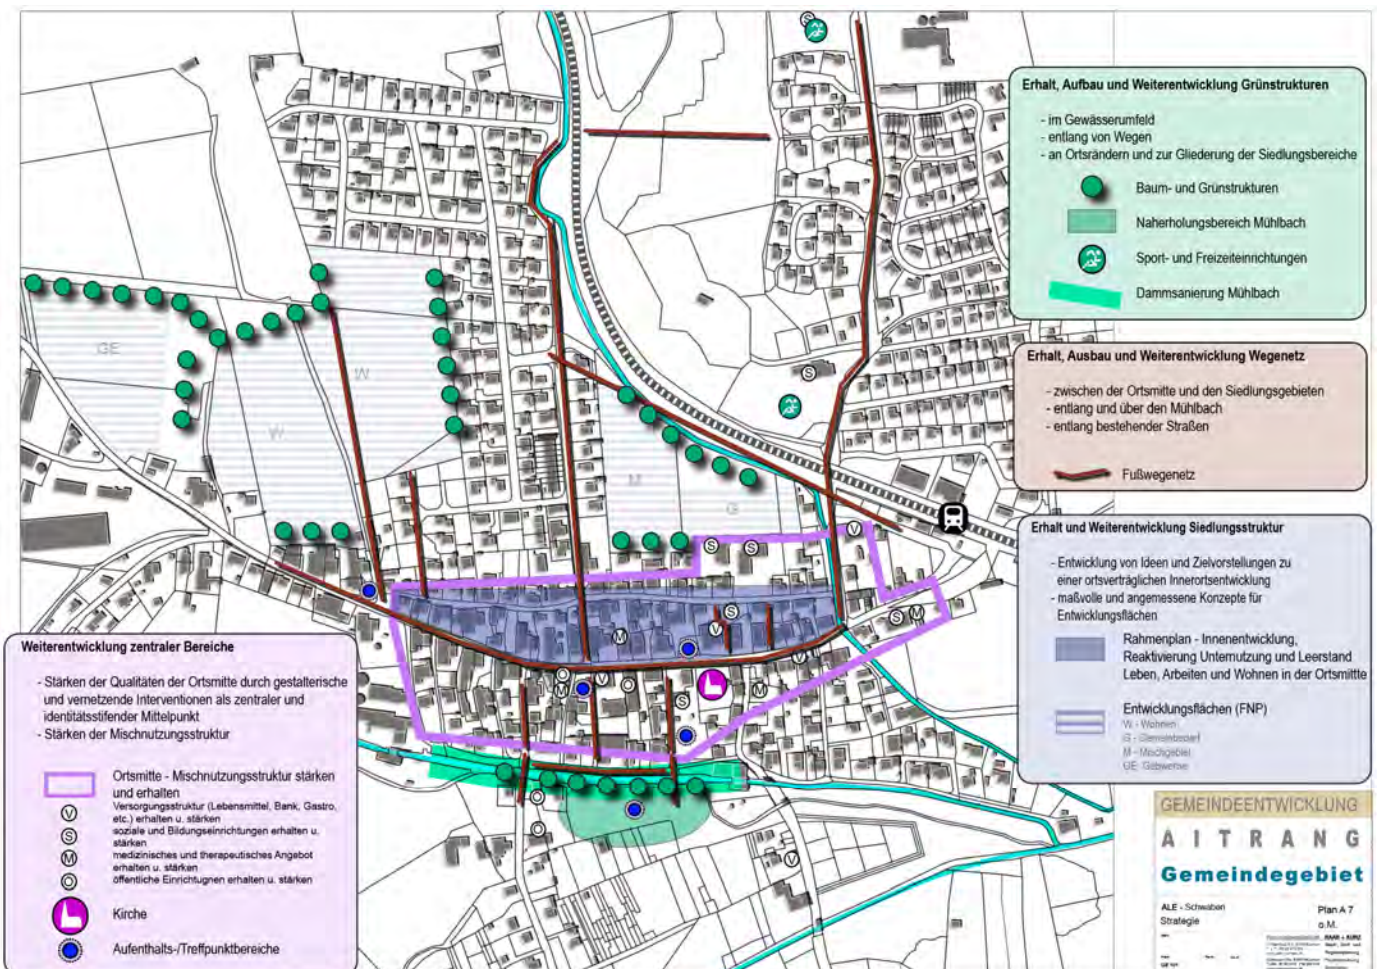 Erhalt, Aufbau und Weiterentwicklung Grünstrukturen
- im Gewässerumfeld
- entlang von Wegen
- an Ortsrändern und zur Gliederung der Siedlungsbereiche
Baum- und Grünstrukturen
Naherholungsbereich Mühlbach
Sport- und Freizeiteinrichtungen
Dammsanierung Mühlbach
Erhalt, Ausbau und Weiterentwicklung Wegenetz
- zwischen der Ortsmitte und den Siedlungsgebieten
- entlang und über den Mühlbach
- entlang bestehender Straßen
Fußwegenetz
Erhalt und Weiterentwicklung Siedlungsstruktur
- Entwicklung von Ideen und Zielvorstellungen zu
einer ortsverträglichen Innerortsentwicklung
- maßvolle und angemessene Konzepte für
Entwicklungsflächen
Rahmenplan - Innenentwicklung,
Reaktivierung Unternutzung und Leerstand
Leben, Arbeiten und Wohnen in der Ortsmitte
Entwicklungsflächen (FNP)
W - Wohnen
G - Gemeinbedarf
M - Mischgebiet
GE
W
W
M
G
S
S
V
S
S
S
M
S
V
M
V
O
V
M
O
S
M
O
O
V
Weiterentwicklung zentraler Bereiche
- Stärken der Qualitäten der Ortsmitte durch gestalterische
und vernetzende Interventionen als zentraler und
identitätsstifender Mittelpunkt
- Stärken der Mischnutzungsstruktur
Ortsmitte - Mischnutzungsstruktur stärken
und erhalten
V Versorgungsstruktur (Lebensmittel, Bank, Gastro,
etc.) erhalten u. stärken
S soziale und Bildungseinrichtungen erhalten u.
stärken
M medizinisches und therapeutisches Angebot
erhalten u. stärken
O öffentliche Einrichtugnen erhalten u. stärken
Kirche
Aufenthalts-/Treffpunktbereiche
GEMEINDEENTWICKLUNG
AITRANG
Gemeindegebiet
ALE - Schwaben
Strategie
Plan A 7
o.M.